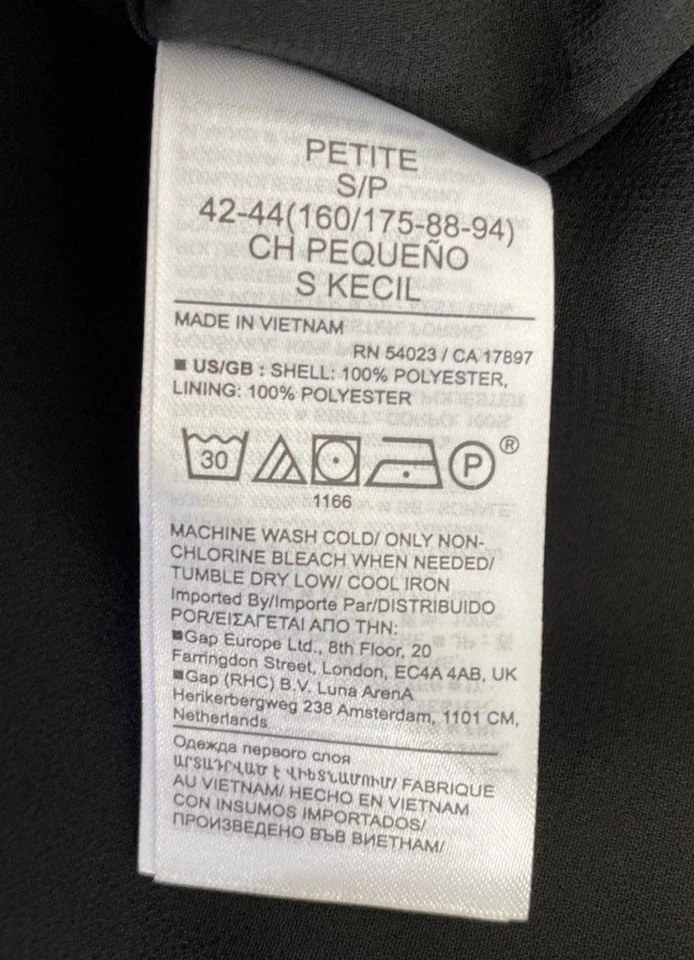 PETITE
S/P
42-44(160/175-88-94)
CH PEQUEÑO
S KECIL
MADE IN VIETNAM
RN 54023 / CA 17897
■ US/GB : SHELL: 100% POLYESTER,
LINING: 100% POLYESTER
30 P ®
1166
MACHINE WASH COLD/ ONLY NON-
CHLORINE BLEACH WHEN NEEDED/
TUMBLE DRY LOW/ COOL IRON
Imported By/Importe Par/DISTRIBUIDO
POR/ΕΙΣΑΓΕΤΑΙ ΑΠΟ ΤΗΝ:
■Gap Europe Ltd., 8th Floor, 20
Farringdon Street, London, EC4A 4AB, UK
■Gap (RHC) B.V. Luna ArenA
Herikerbergweg 238 Amsterdam, 1101 CM,
Netherlands
Одежда первого слоя
ԱՐՏԱԴՐՎԱԾ Է ՎԻԵՏՆԱՄՈՒՄ/ FABRIQUE
AU VIETNAM/ HECHO EN VIETNAM
CON INSUMOS IMPORTADOS/
ПРОИЗВЕДЕНО ВЪВ ВИЕТНАМ/